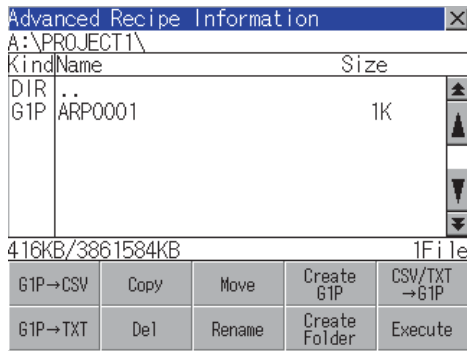 Advanced Recipe Information
A:\PROJECT1\
Kind Name Size
DIR ..
G1P ARP0001 1K
416KB/3861584KB 1File
G1P→CSV Copy Move Create G1P CSV/TXT →G1P
G1P→TXT Del Rename Create Folder Execute